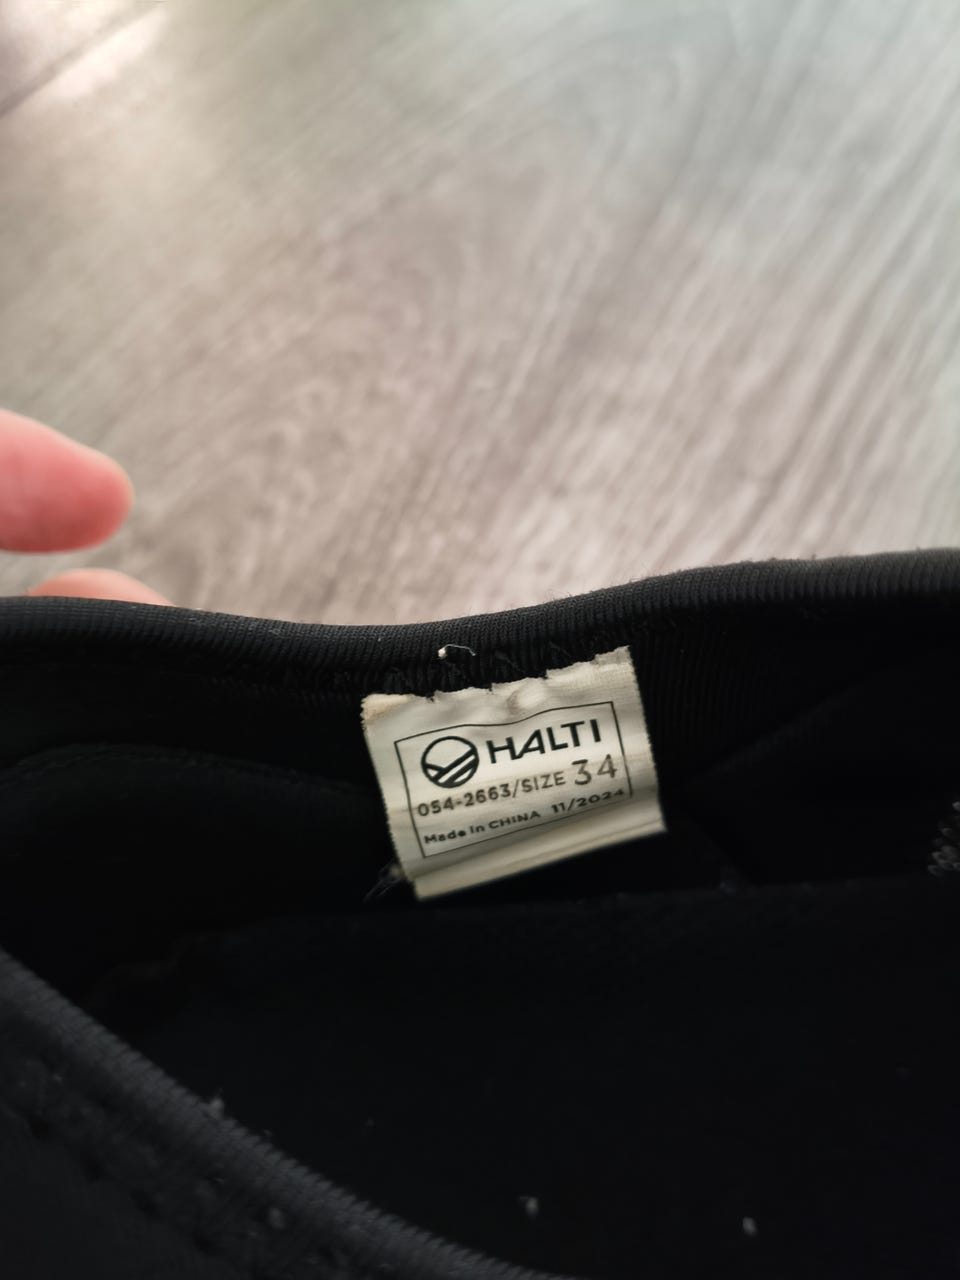 HALTI
054-2663/SIZE 34
Made in CHINA 11/2024